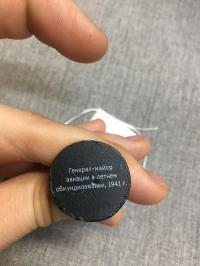 Генерал-майор
авиации в летнем
обмундировании, 1941 г.